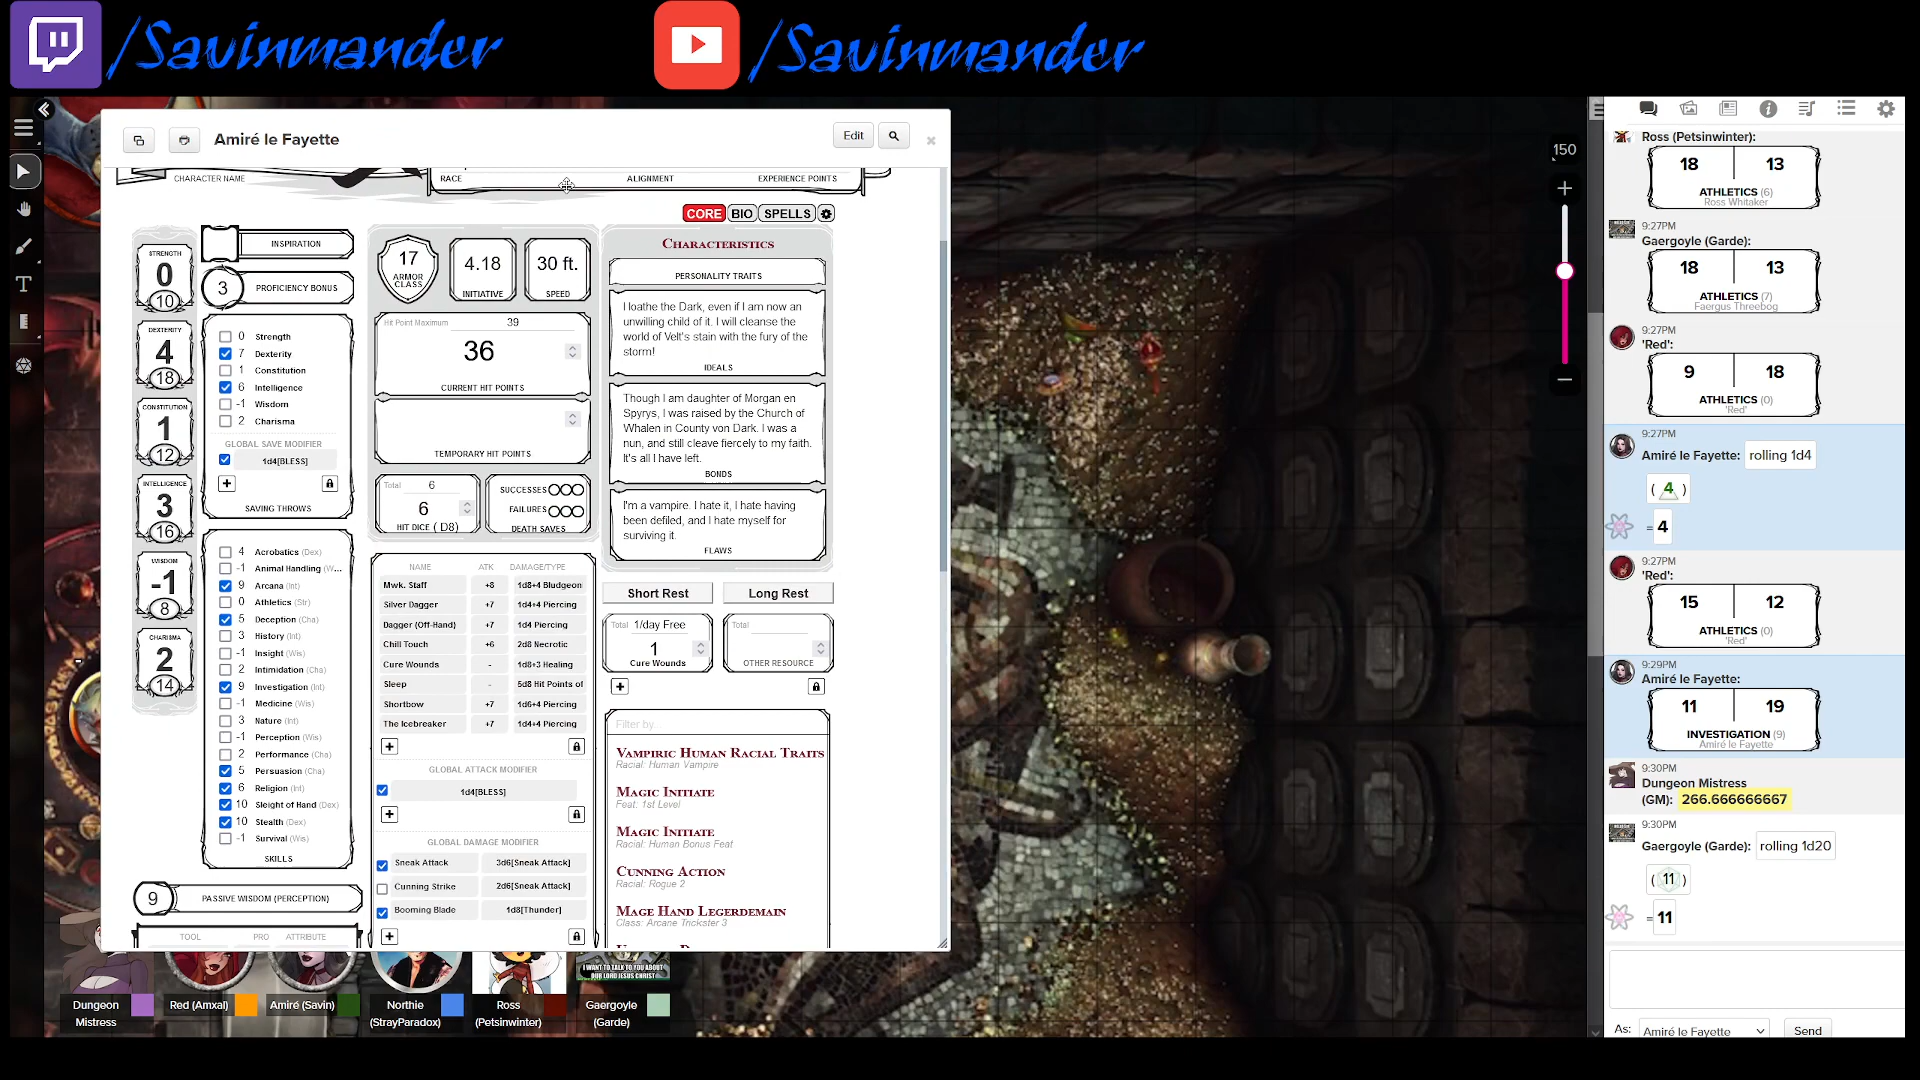 /Savinmander
/Savinmander
Amiré le Fayette
Edit
CHARACTER NAME
RACE
ALIGNMENT
EXPERIENCE POINTS
CORE
BIO
SPELLS
STRENGTH
0
10
DEXTERITY
4
18
CONSTITUTION
1
12
INTELLIGENCE
3
16
WISDOM
-1
8
CHARISMA
2
14
INSPIRATION
3
PROFICIENCY BONUS
0 Strength
7 Dexterity
1 Constitution
6 Intelligence
-1 Wisdom
2 Charisma
GLOBAL SAVE MODIFIER
1d4[BLESS]
SAVING THROWS
4 Acrobatics (Dex)
-1 Animal Handling (W...
9 Arcana (Int)
0 Athletics (Str)
5 Deception (Cha)
3 History (Int)
-1 Insight (Wis)
2 Intimidation (Cha)
9 Investigation (Int)
-1 Medicine (Wis)
3 Nature (Int)
-1 Perception (Wis)
2 Performance (Cha)
5 Persuasion (Cha)
6 Religion (Int)
10 Sleight of Hand (Dex)
10 Stealth (Dex)
-1 Survival (Wis)
SKILLS
9
PASSIVE WISDOM (PERCEPTION)
TOOL PRO ATTRIBUTE
17
ARMOR
CLASS
4.18
INITIATIVE
30 ft.
SPEED
Hit Point Maximum 39
36
CURRENT HIT POINTS
TEMPORARY HIT POINTS
Total 6
6
HIT DICE ( D8)
SUCCESSES
FAILURES
DEATH SAVES
NAME ATK DAMAGE/TYPE
Mwk. Staff +8 1d8+4 Bludgeon
Silver Dagger +7 1d4+4 Piercing
Dagger (Off-Hand) +7 1d4 Piercing
Chill Touch +6 2d8 Necrotic
Cure Wounds - 1d8+3 Healing
Sleep - 5d8 Hit Points of
Shortbow +7 1d6+4 Piercing
The Icebreaker +7 1d4+4 Piercing
GLOBAL ATTACK MODIFIER
1d4[BLESS]
GLOBAL DAMAGE MODIFIER
Sneak Attack 3d6[Sneak Attack]
Cunning Strike 2d6[Sneak Attack]
Booming Blade 1d8[Thunder]
CHARACTERISTICS
PERSONALITY TRAITS
I loathe the Dark, even if I am now an
unwilling child of it. I will cleanse the
world of Velt's stain with the fury of the
storm!
IDEALS
Though I am daughter of Morgan en
Spyrys, I was raised by the Church of
Whalen in County von Dark. I was a
nun, and still cleave fiercely to my faith.
It's all I have left.
BONDS
I'm a vampire. I hate it, I hate having
been defiled, and I hate myself for
surviving it.
FLAWS
Short Rest
Long Rest
Total 1/day Free
1
Cure Wounds
Total
OTHER RESOURCE
Filter by...
VAMPIRIC HUMAN RACIAL TRAITS
Racial: Human Vampire
MAGIC INITIATE
Feat: 1st Level
MAGIC INITIATE
Racial: Human Bonus Feat
CUNNING ACTION
Racial: Rogue 2
MAGE HAND LEGERDEMAIN
Class: Arcane Trickster 3
I WANT TO TALK TO YOU ABOUT
OUR LORD JESUS CHRIST
Dungeon
Mistress
Red (Amxal)
Amiré (Savin)
Northie
(StrayParadox)
Ross
(Petsinwinter)
Gaergoyle
(Garde)
150
Ross (Petsinwinter):
18 13
ATHLETICS (6)
Ross Whitaker
9:27PM
Gaergoyle (Garde):
18 13
ATHLETICS (7)
Faergus Threebog
9:27PM
'Red':
9 18
ATHLETICS (0)
'Red'
9:27PM
Amiré le Fayette: rolling 1d4
( 4 )
= 4
9:27PM
'Red':
15 12
ATHLETICS (0)
'Red'
9:29PM
Amiré le Fayette:
11 19
INVESTIGATION (9)
Amiré le Fayette
9:30PM
Dungeon Mistress
(GM): 266.666666667
9:30PM
Gaergoyle (Garde): rolling 1d20
( 11 )
= 11
As: Amiré le Fayette
Send